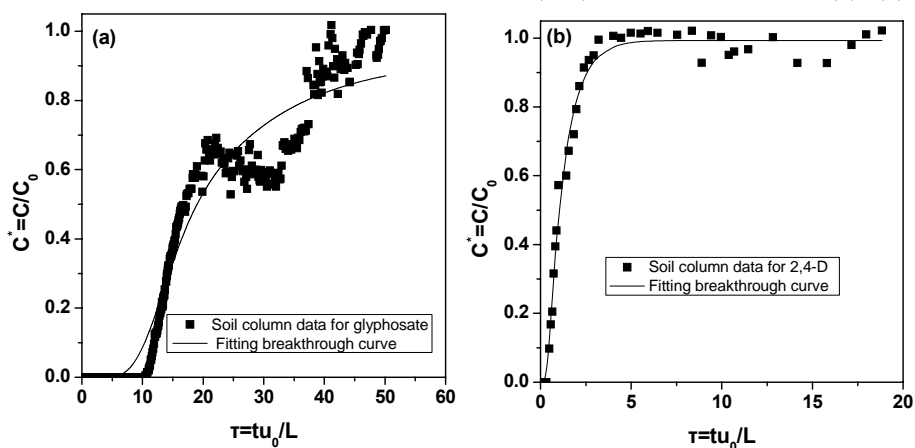 (a)
1.0
0.8
0.6
0.4
0.2
0.0
C*=C/C₀
Soil column data for glyphosate
Fitting breakthrough curve
0 10 20 30 40 50 60
τ=tu₀/L
(b)
1.0
0.8
0.6
0.4
0.2
0.0
C*=C/C₀
Soil column data for 2,4-D
Fitting breakthrough curve
0 5 10 15 20
τ=tu₀/L